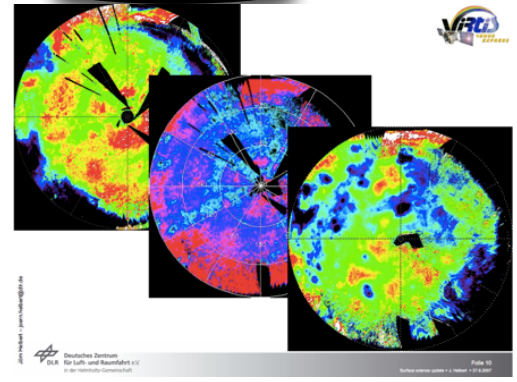 VIRTIS
VENUS EXPRESS
Jörn Helbert – joern.helbert@dlr.de
DLR
Deutsches Zentrum
für Luft- und Raumfahrt e.V.
in der Helmholtz-Gemeinschaft
Folie 10
Surface science update • J. Helbert • 27.6.2007